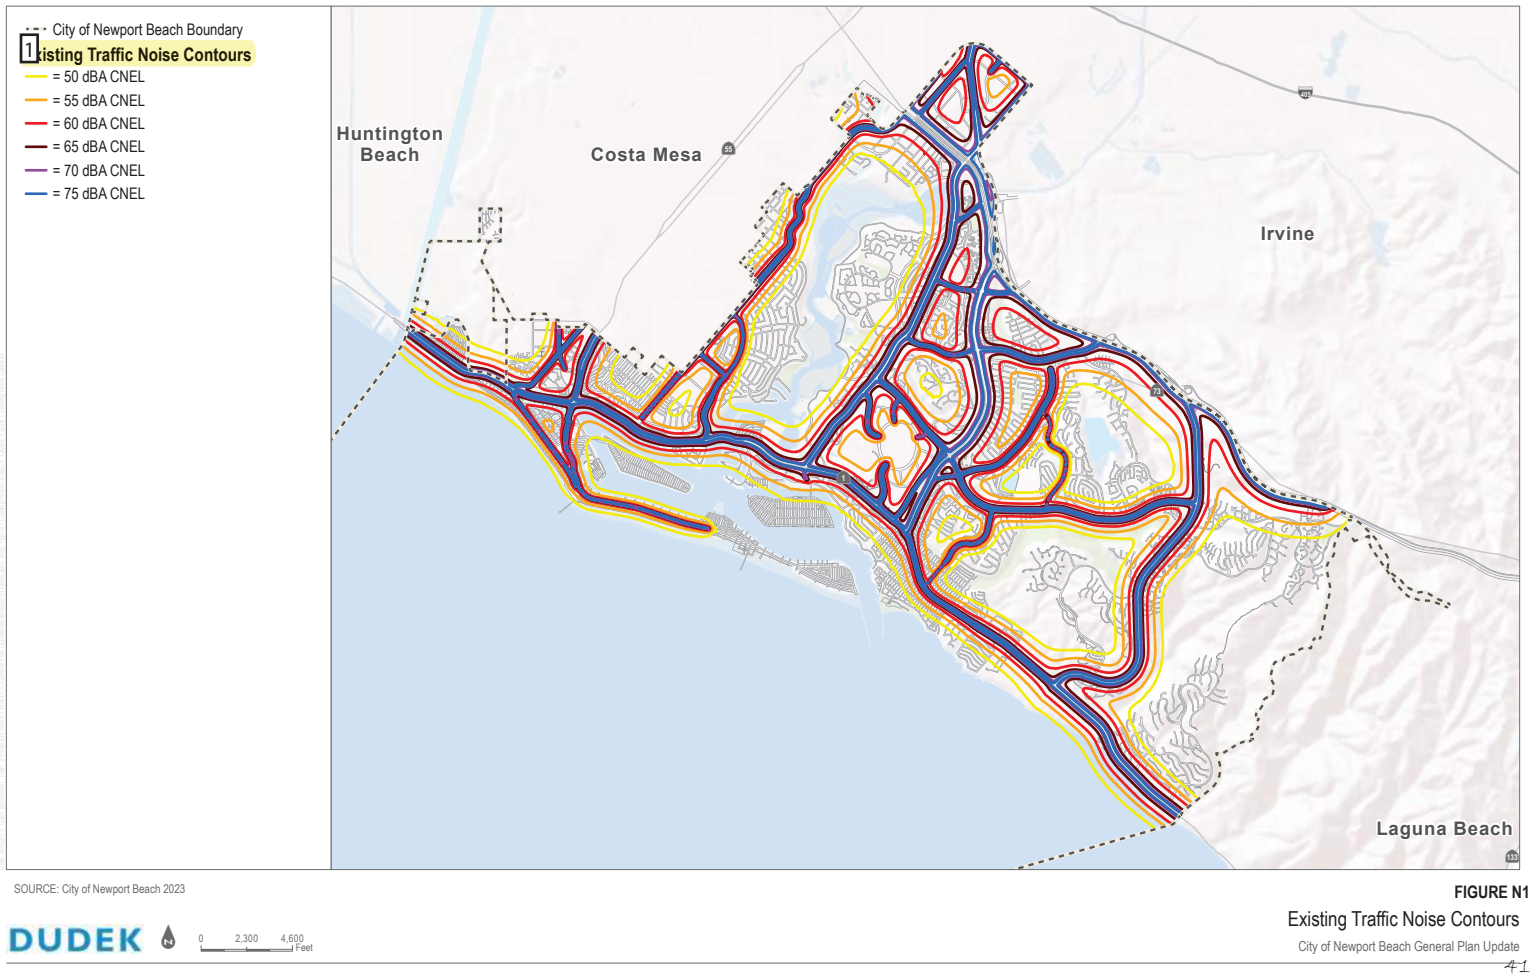 City of Newport Beach Boundary
1
xisting Traffic Noise Contours
= 50 dBA CNEL
= 55 dBA CNEL
= 60 dBA CNEL
= 65 dBA CNEL
= 70 dBA CNEL
= 75 dBA CNEL
Huntington
Beach
Costa Mesa
55
405
Irvine
73
1
Laguna Beach
133
SOURCE: City of Newport Beach 2023
FIGURE N1
Existing Traffic Noise Contours
City of Newport Beach General Plan Update
DUDEK
N
0 2,300 4,600
Feet
41